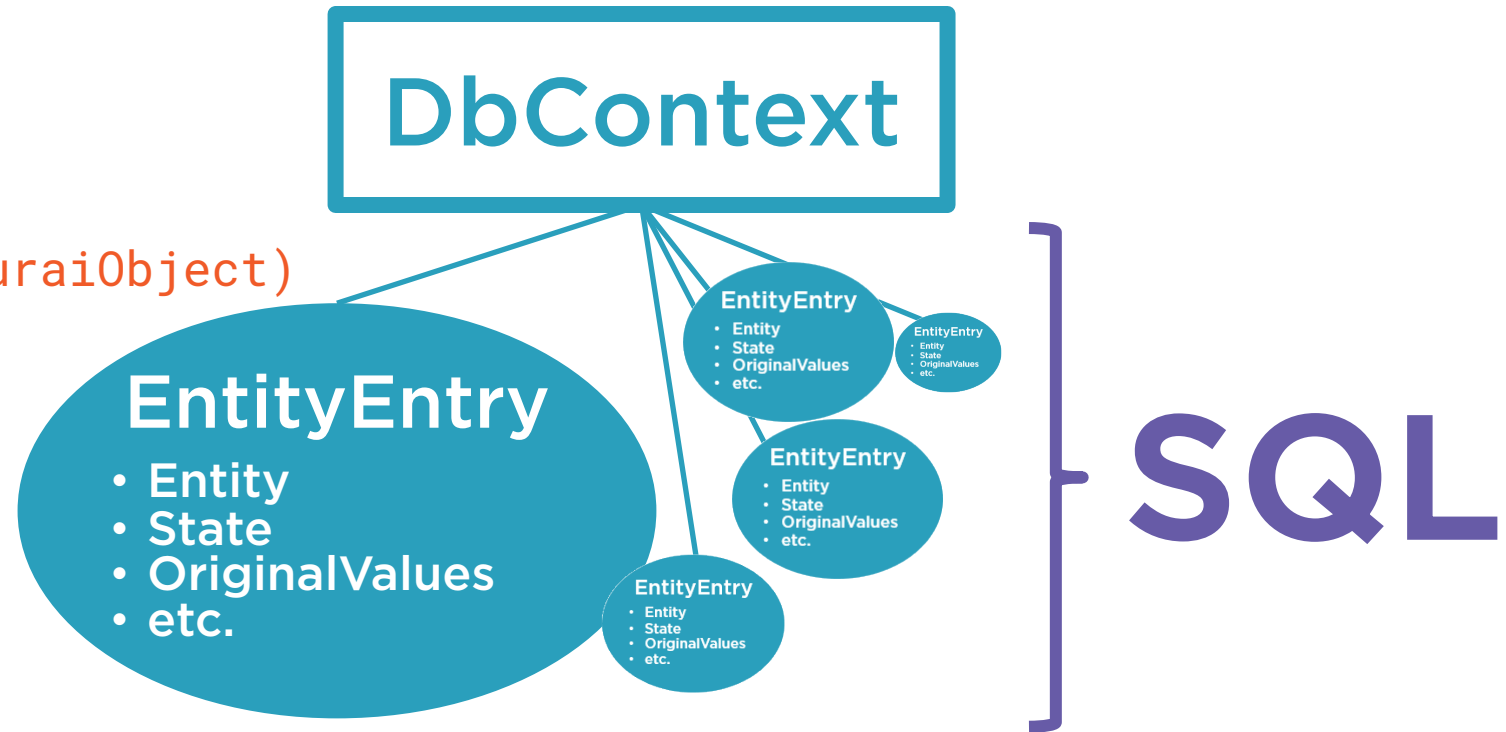 DbContext
uraiObject)
EntityEntry
• Entity
• State
• OriginalValues
• etc.
EntityEntry
• Entity
• State
• OriginalValues
• etc.
EntityEntry
• Entity
• State
• OriginalValues
• etc.
EntityEntry
• Entity
• State
• OriginalValues
• etc.
EntityEntry
• Entity
• State
• OriginalValues
• etc.
SQL